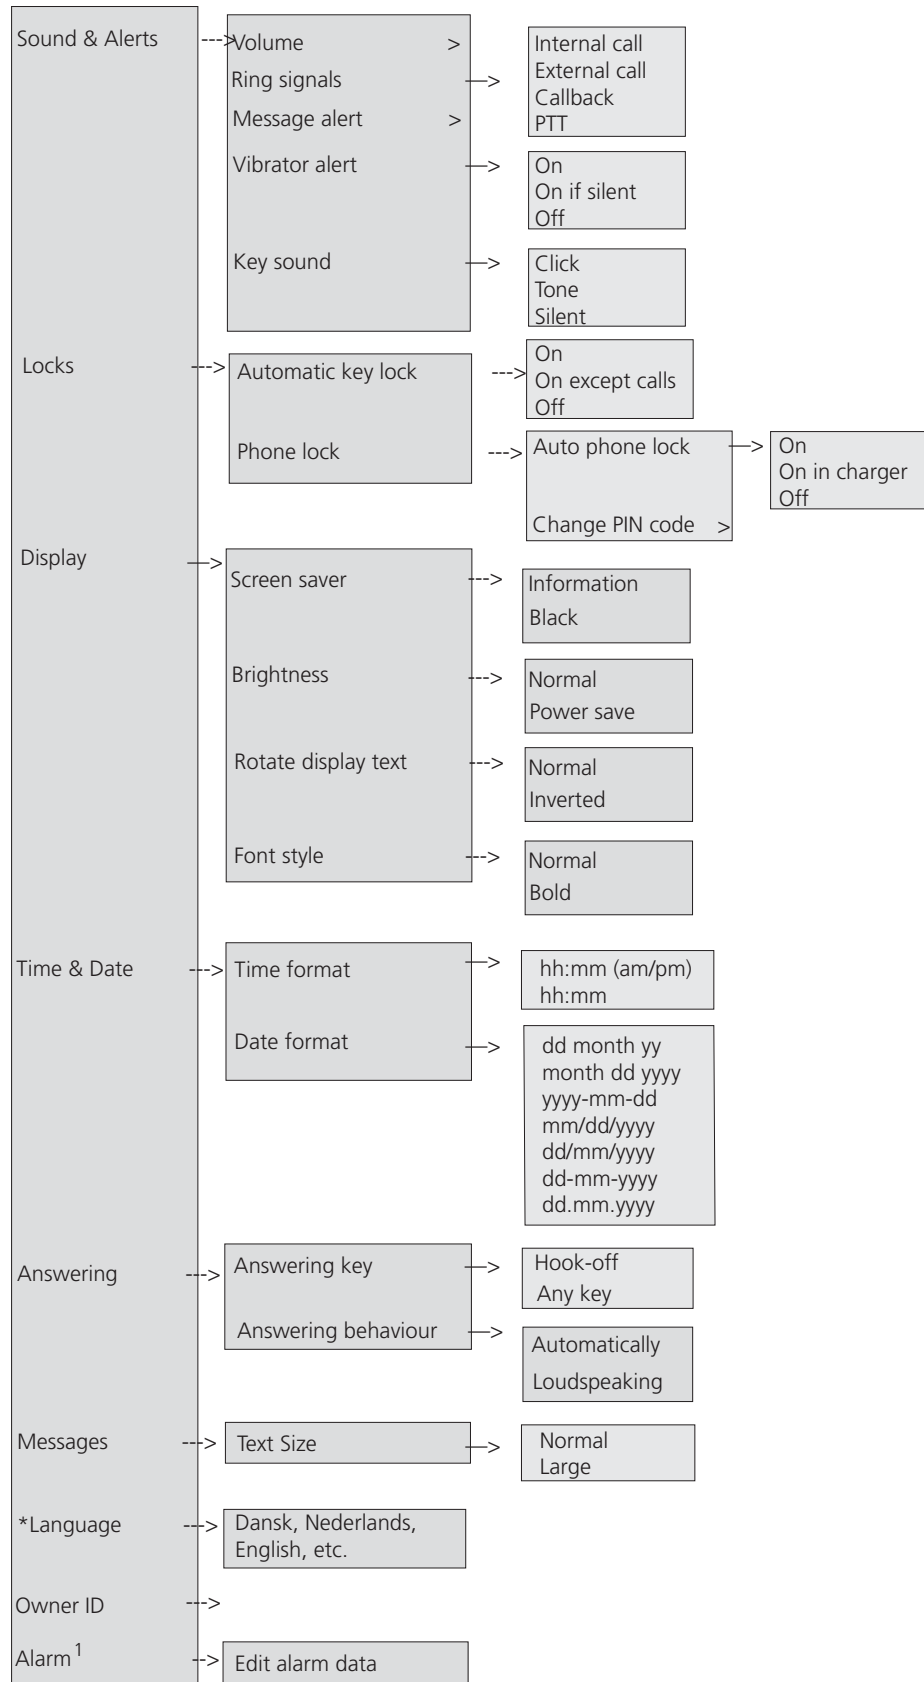 Sound & Alerts ---> Volume >
Internal call
External call
Ring signals —>
Callback
Message alert >
PTT
Vibrator alert —> On
On if silent
Off
Key sound —> Click
Tone
Silent
Locks ---> Automatic key lock ---> On
On except calls
Off
Phone lock ---> Auto phone lock —> On
On in charger
Off
Change PIN code >
Display —> Screen saver ---> Information
Black
Brightness ---> Normal
Power save
Rotate display text ---> Normal
Inverted
Font style ---> Normal
Bold
Time & Date ---> Time format —> hh:mm (am/pm)
hh:mm
Date format —> dd month yy
month dd yyyy
yyyy-mm-dd
mm/dd/yyyy
dd/mm/yyyy
dd-mm-yyyy
dd.mm.yyyy
Answering ---> Answering key —> Hook-off
Any key
Answering behaviour —> Automatically
Loudspeaking
Messages ---> Text Size —> Normal
Large
*Language ---> Dansk, Nederlands,
English, etc.
Owner ID --->
Alarm1 ---> Edit alarm data